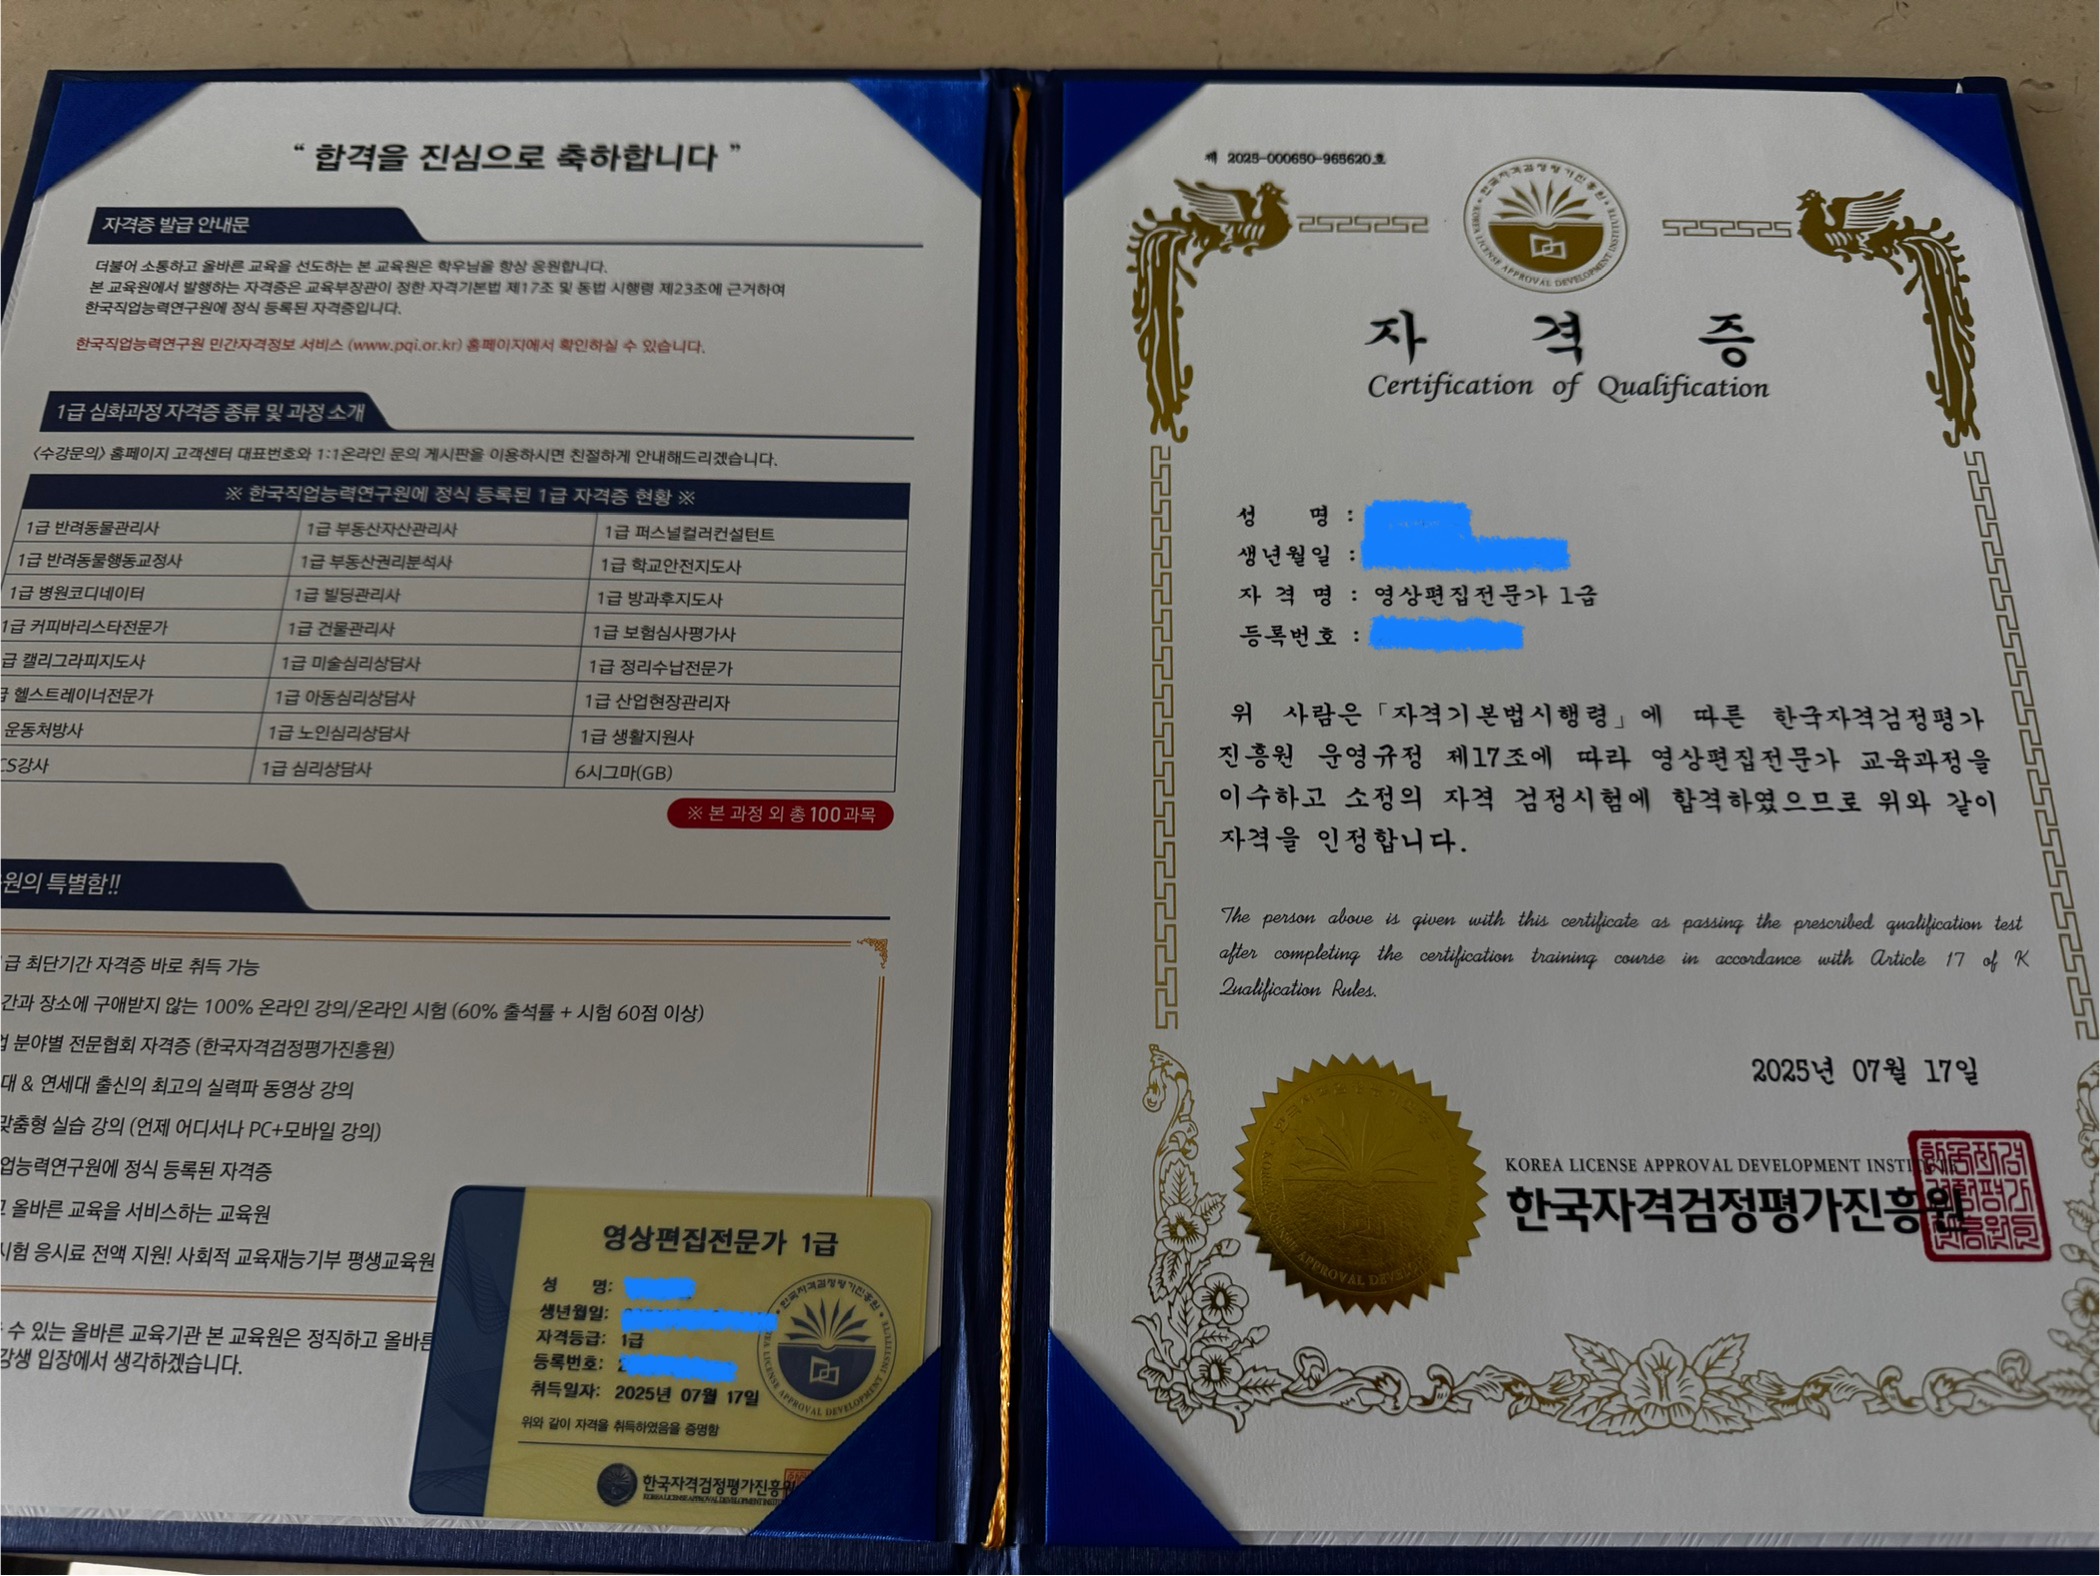 “ 합격을 진심으로 축하합니다 ”
자격증 발급 안내문
더불어 소통하고 올바른 교육을 선도하는 본 교육원은 학우님을 항상 응원합니다.
본 교육원에서 발행하는 자격증은 교육부장관이 정한 자격기본법 제17조 및 동법 시행령 제23조에 근거하여
한국직업능력연구원에 정식 등록된 자격증입니다.
한국직업능력연구원 민간자격정보 서비스 (www.pqi.or.kr) 홈페이지에서 확인하실 수 있습니다.
1급 심화과정 자격증 종류 및 과정 소개
<수강문의> 홈페이지 고객센터 대표번호와 1:1온라인 문의 게시판을 이용하시면 친절하게 안내해드리겠습니다.
※ 한국직업능력연구원에 정식 등록된 1급 자격증 현황 ※
1급 반려동물관리사 1급 부동산자산관리사 1급 퍼스널컬러컨설턴트
1급 반려동물행동교정사 1급 부동산권리분석사 1급 학교안전지도사
1급 병원코디네이터 1급 빌딩관리사 1급 방과후지도사
1급 커피바리스타전문가 1급 건물관리사 1급 보험심사평가사
급 캘리그라피지도사 1급 미술심리상담사 1급 정리수납전문가
급 헬스트레이너전문가 1급 아동심리상담사 1급 산업현장관리자
운동처방사 1급 노인심리상담사 1급 생활지원사
CS강사 1급 심리상담사 6시그마(GB)
※ 본 과정 외 총 100과목
원의 특별함!!
급 최단기간 자격증 바로 취득 가능
간과 장소에 구애받지 않는 100% 온라인 강의/온라인 시험 (60% 출석률 + 시험 60점 이상)
업 분야별 전문협회 자격증 (한국자격검정평가진흥원)
대 & 연세대 출신의 최고의 실력파 동영상 강의
맞춤형 실습 강의 (언제 어디서나 PC+모바일 강의)
업능력연구원에 정식 등록된 자격증
고 올바른 교육을 서비스하는 교육원
시험 응시료 전액 지원! 사회적 교육재능기부 평생교육원
수 있는 올바른 교육기관 본 교육원은 정직하고 올바른
강생 입장에서 생각하겠습니다.
영상편집전문가 1급
성 명:
생년월일:
자격등급: 1급
등록번호: 2
취득일자: 2025년 07월 17일
위와 같이 자격을 취득하였음을 증명함
한국자격검정평가진흥원
KOREA LICENSE APPROVAL DEVELOPMENT INSTITUTE
제 2025-000650-965620호
한국자격검정평가진흥원
KOREA LICENSE APPROVAL DEVELOPMENT INSTITUTE
자 격 증
Certification of Qualification
성 명 :
생년월일 :
자 격 명 : 영상편집전문가 1급
등록번호 :
위 사람은 「자격기본법시행령」에 따른 한국자격검정평가
진흥원 운영규정 제17조에 따라 영상편집전문가 교육과정을
이수하고 소정의 자격 검정시험에 합격하였으므로 위와 같이
자격을 인정합니다.
The person above is given with this certificate as passing the prescribed qualification test
after completing the certification training course in accordance with Article 17 of K
Qualification Rules.
2025년 07월 17일
KOREA LICENSE APPROVAL DEVELOPMENT INSTITUTE
한국자격검정평가진흥원